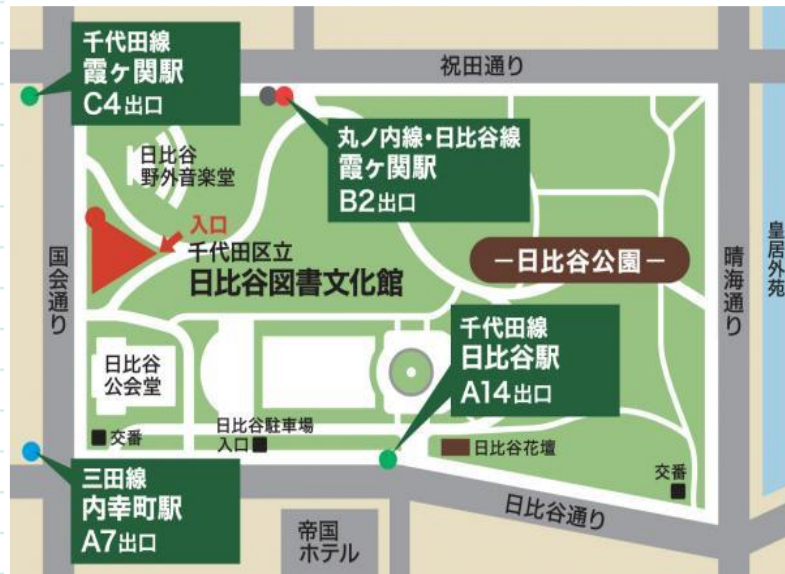 千代田線
霞ヶ関駅
C4出口
祝田通り
丸ノ内線・日比谷線
霞ヶ関駅
B2出口
日比谷
野外音楽堂
入口
千代田区立
日比谷図書文化館
－日比谷公園－
国会通り
晴海通り
皇居外苑
千代田線
日比谷駅
A14出口
日比谷
公会堂
交番
日比谷駐車場
入口
日比谷花壇
交番
三田線
内幸町駅
A7出口
日比谷通り
帝国
ホテル